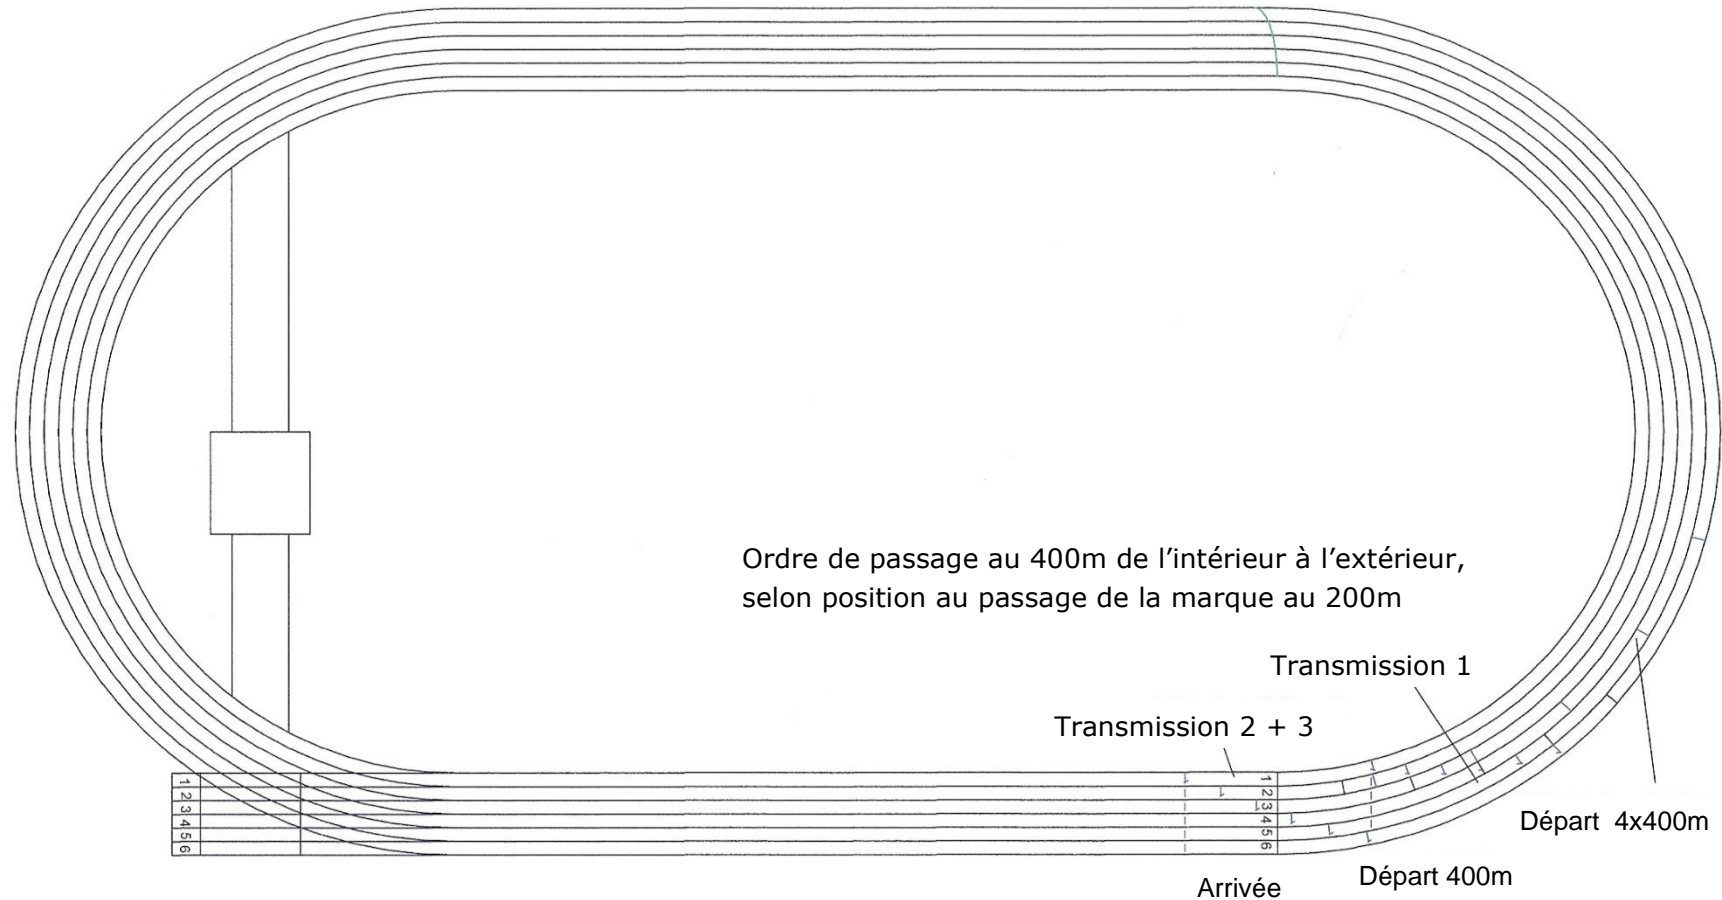 Ordre de passage au 400m de l’intérieur à l’extérieur,
selon position au passage de la marque au 200m
Transmission 1
Transmission 2 + 3
Départ 4x400m
Départ 400m
Arrivée
1
2
3
4
5
6
1
2
3
4
5
6